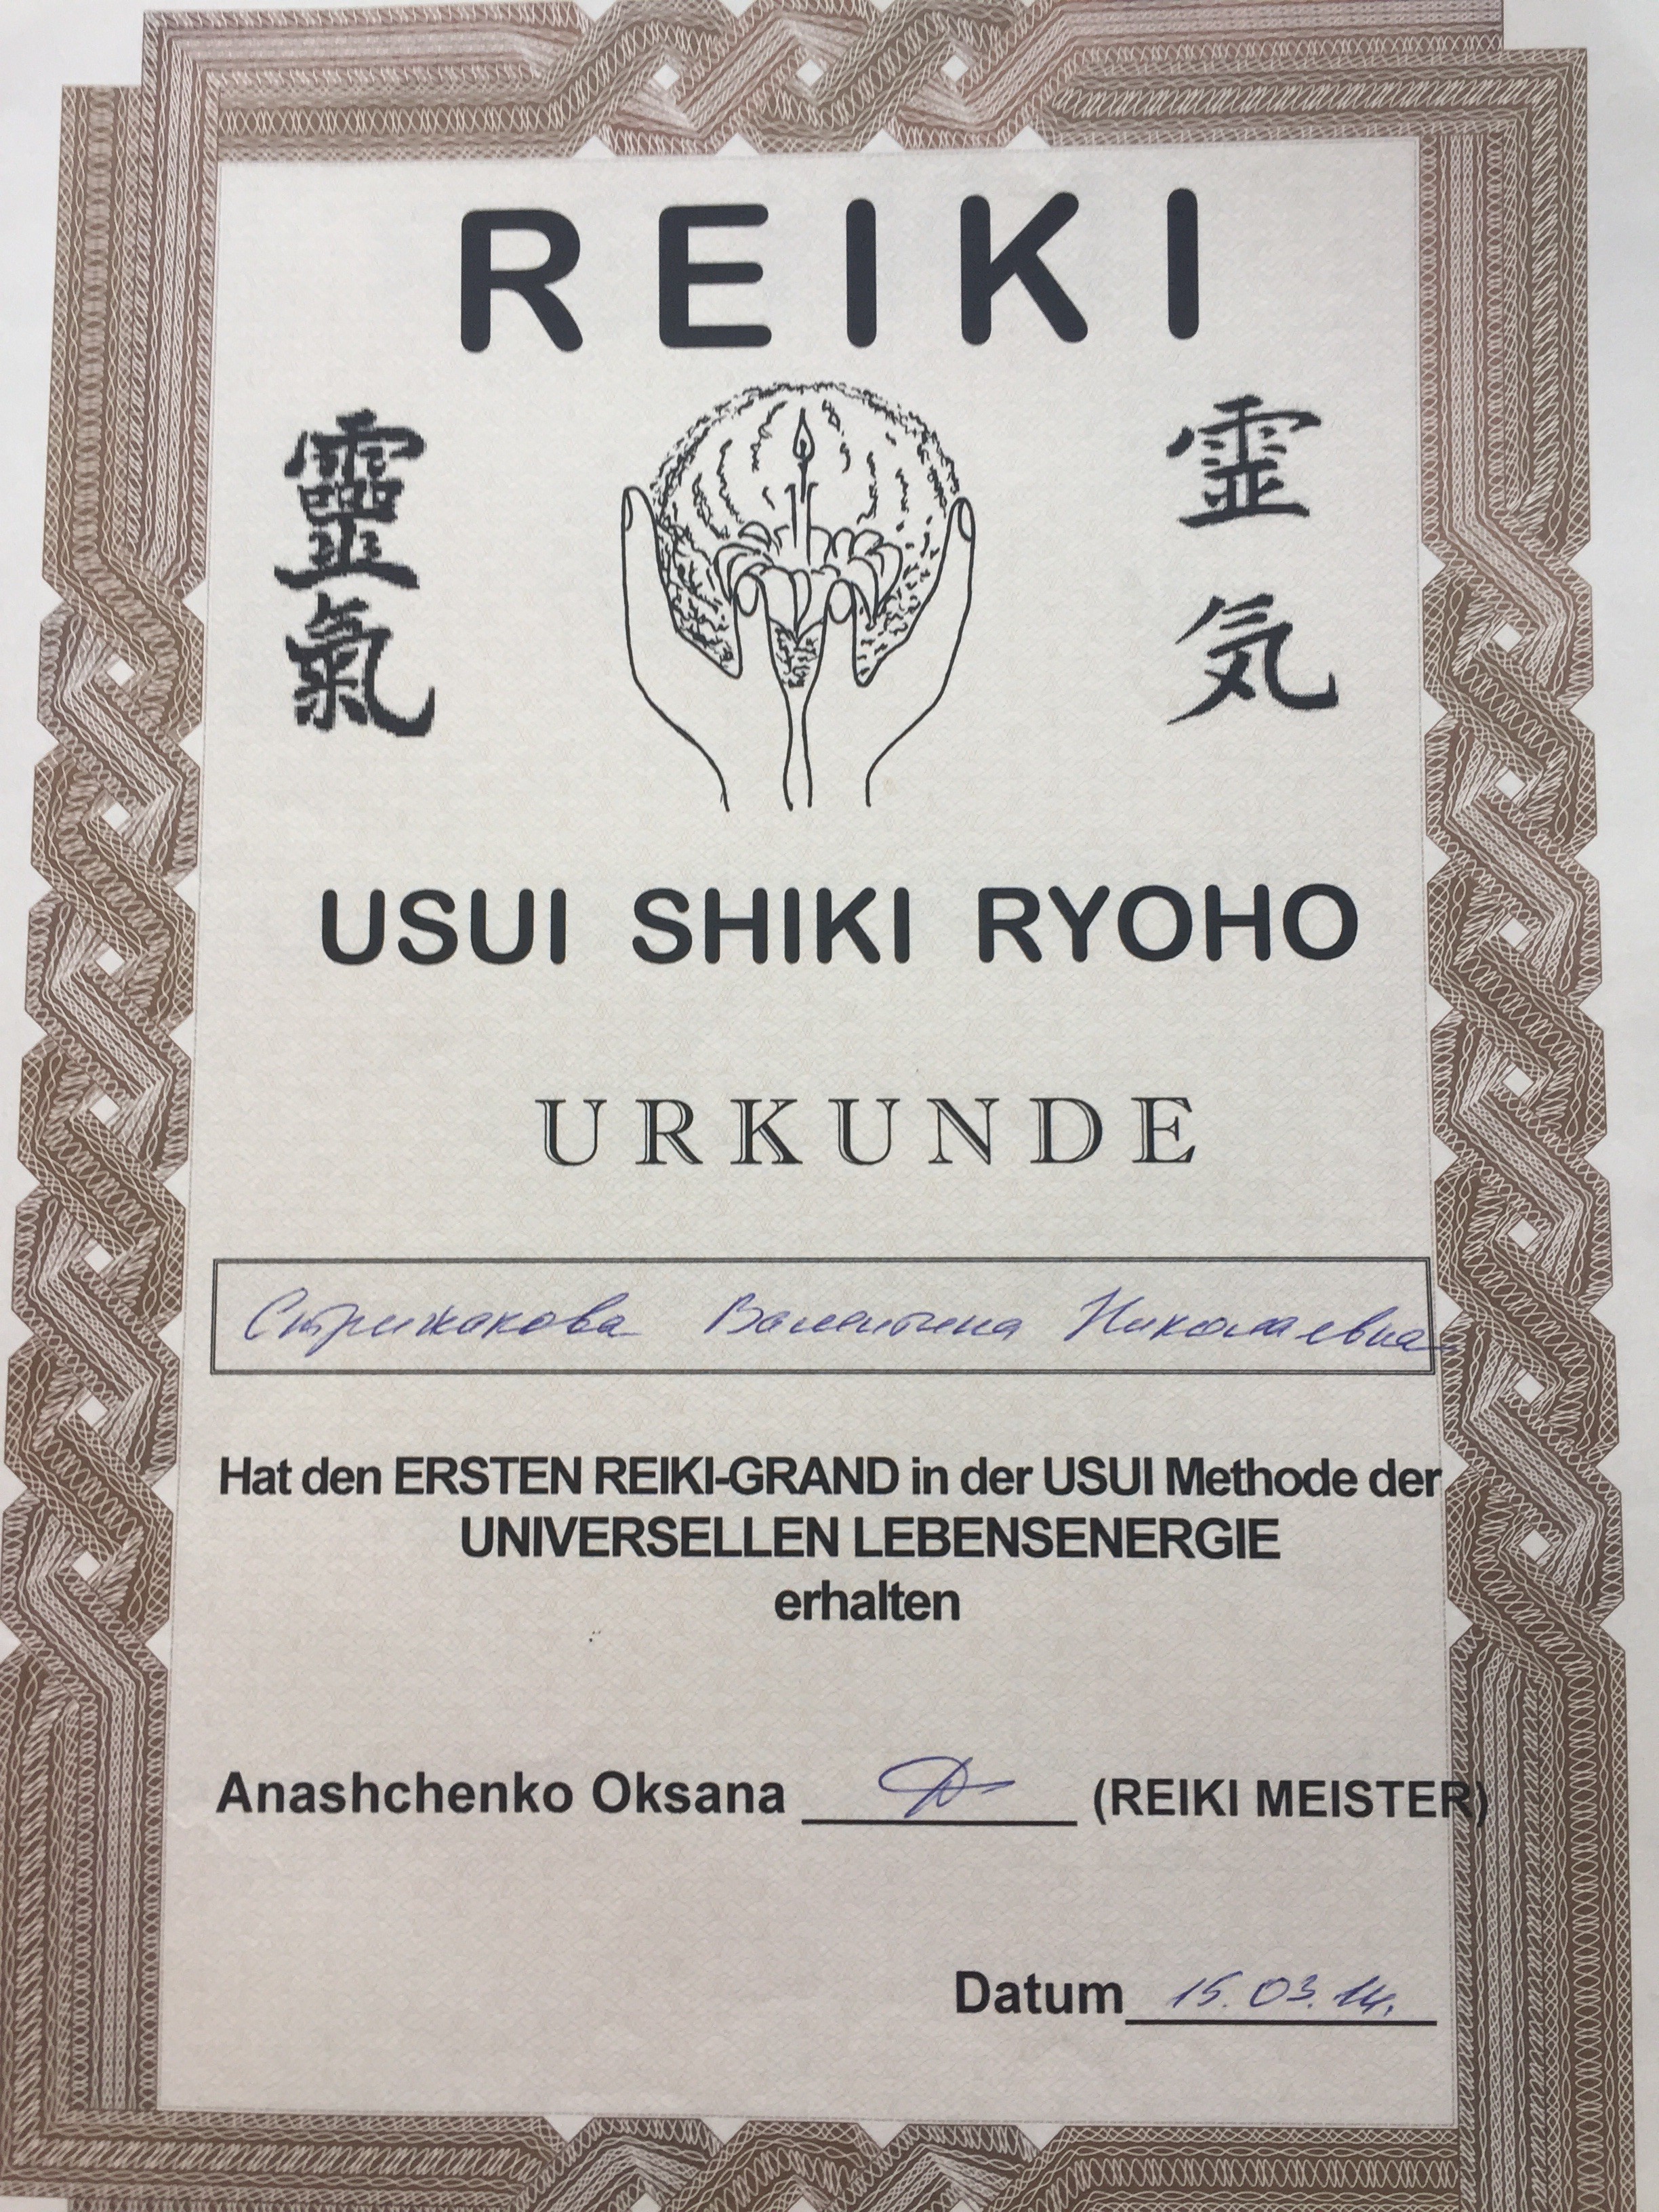 REIKI
靈氣
霊気
USUI SHIKI RYOHO
URKUNDE
Стрижакова Валентина Николаевна
Hat den ERSTEN REIKI-GRAND in der USUI Methode der
UNIVERSELLEN LEBENSENERGIE
erhalten
Anashchenko Oksana (REIKI MEISTER)
Datum 15.03.14.